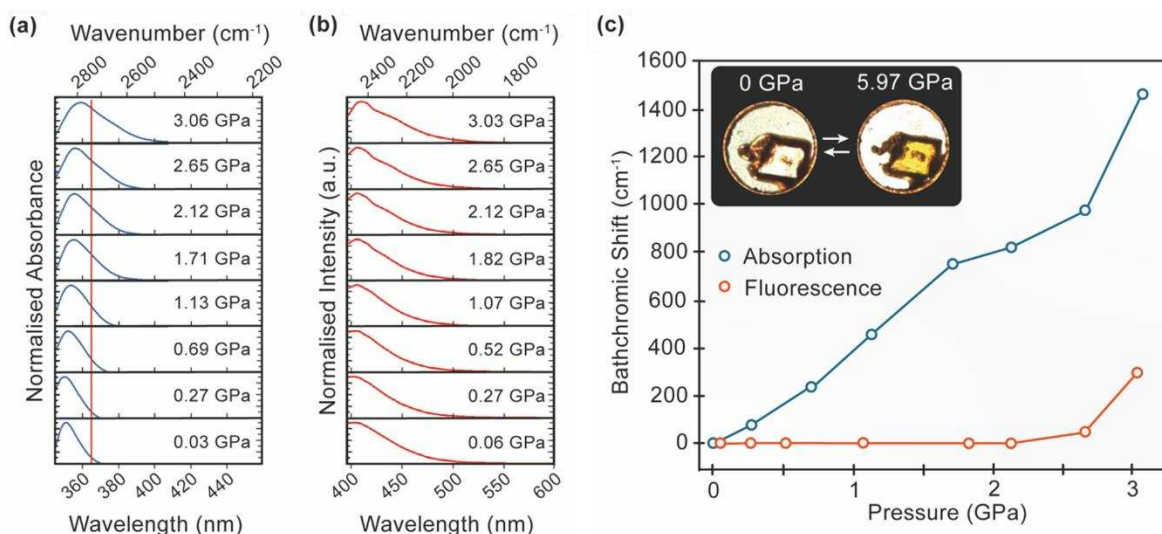 (a)
Wavenumber (cm⁻¹)
2800 2600 2400 2200
Normalised Absorbance
3.06 GPa
2.65 GPa
2.12 GPa
1.71 GPa
1.13 GPa
0.69 GPa
0.27 GPa
0.03 GPa
360 380 400 420 440
Wavelength (nm)
(b)
Wavenumber (cm⁻¹)
2400 2200 2000 1800
Normalised Intensity (a.u.)
3.03 GPa
2.65 GPa
2.12 GPa
1.82 GPa
1.07 GPa
0.52 GPa
0.27 GPa
0.06 GPa
400 450 500 550 600
Wavelength (nm)
(c)
Bathchromic Shift (cm⁻¹)
1600
1400
1200
1000
800
600
400
200
0
0 GPa 5.97 GPa
Absorption
Fluorescence
0 1 2 3
Pressure (GPa)